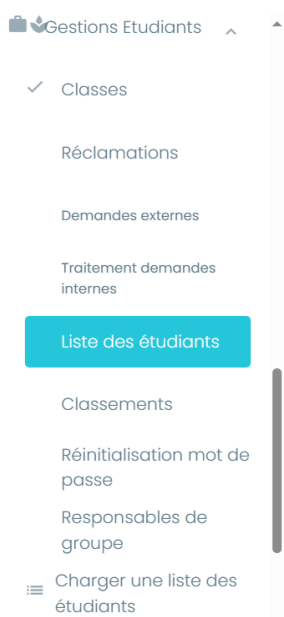 Gestions Etudiants
Classes
Réclamations
Demandes externes
Traitement demandes
internes
Liste des étudiants
Classements
Réinitialisation mot de
passe
Responsables de
groupe
Charger une liste des
étudiants